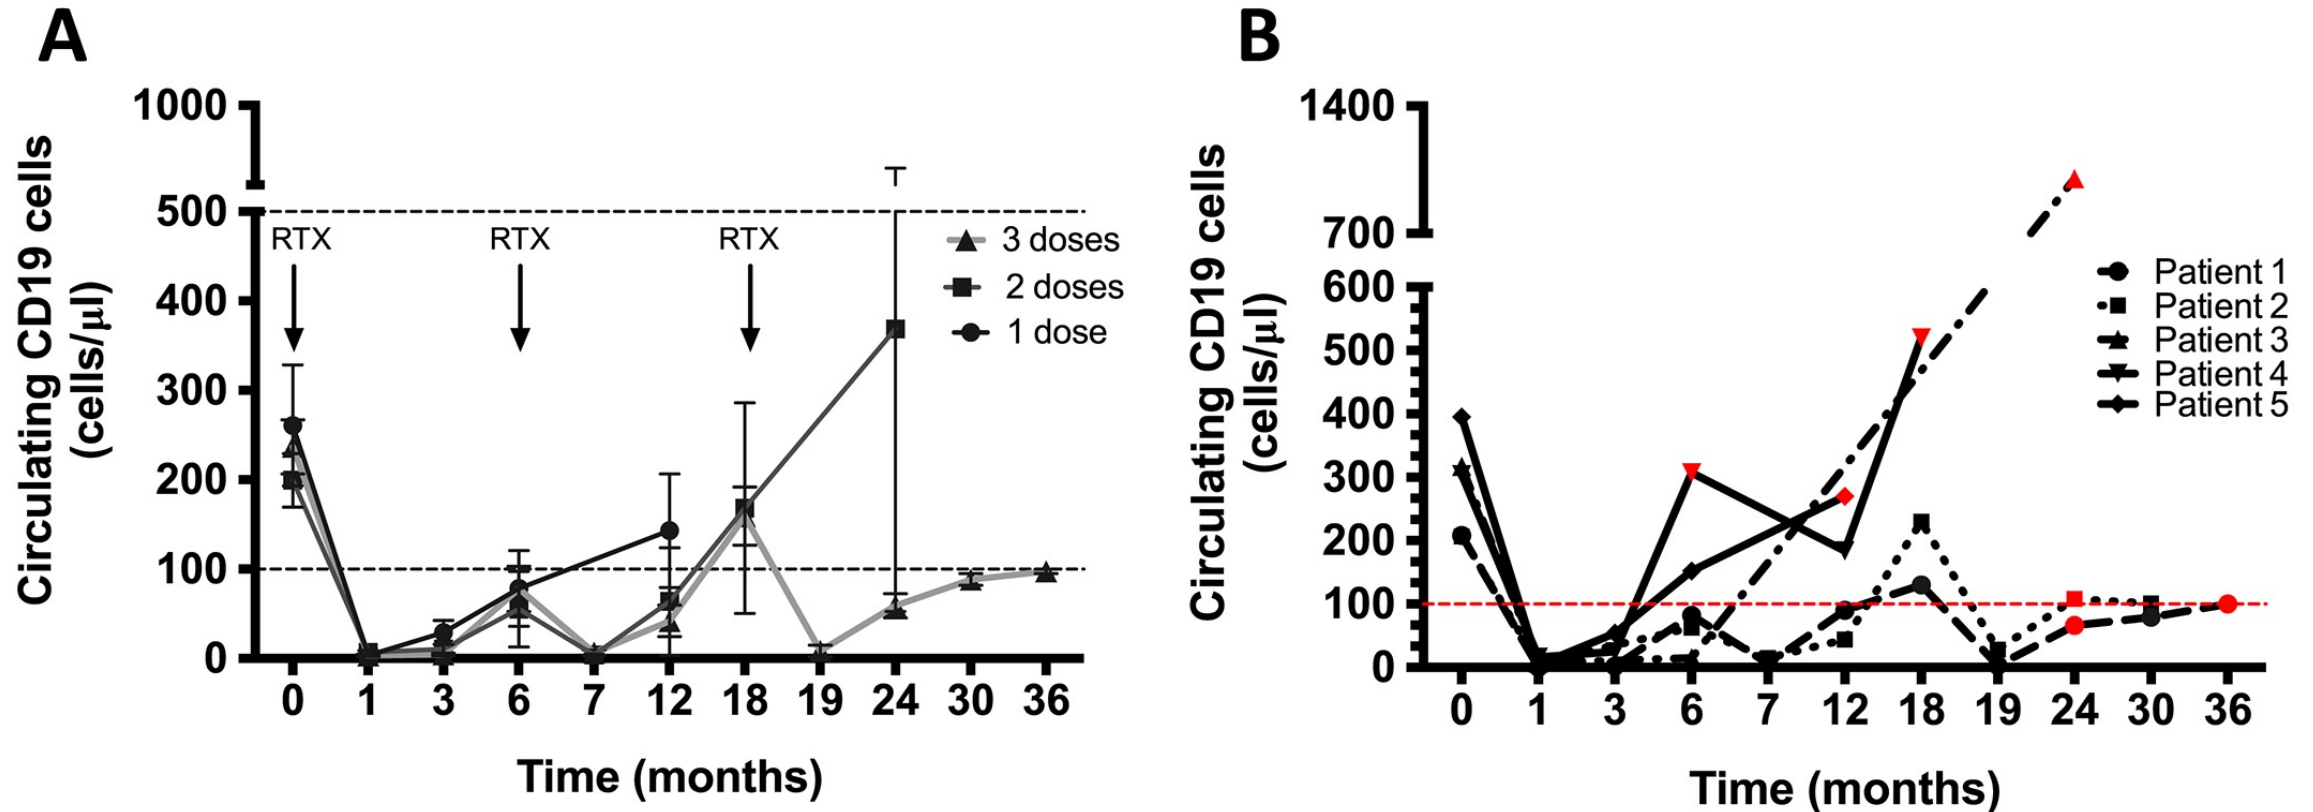 A
Circulating CD19 cells
(cells/μl)
1000
500
400
300
200
100
0
RTX
RTX
RTX
3 doses
2 doses
1 dose
0 1 3 6 7 12 18 19 24 30 36
Time (months)
B
Circulating CD19 cells
(cells/μl)
1400
700
600
500
400
300
200
100
0
Patient 1
Patient 2
Patient 3
Patient 4
Patient 5
0 1 3 6 7 12 18 19 24 30 36
Time (months)